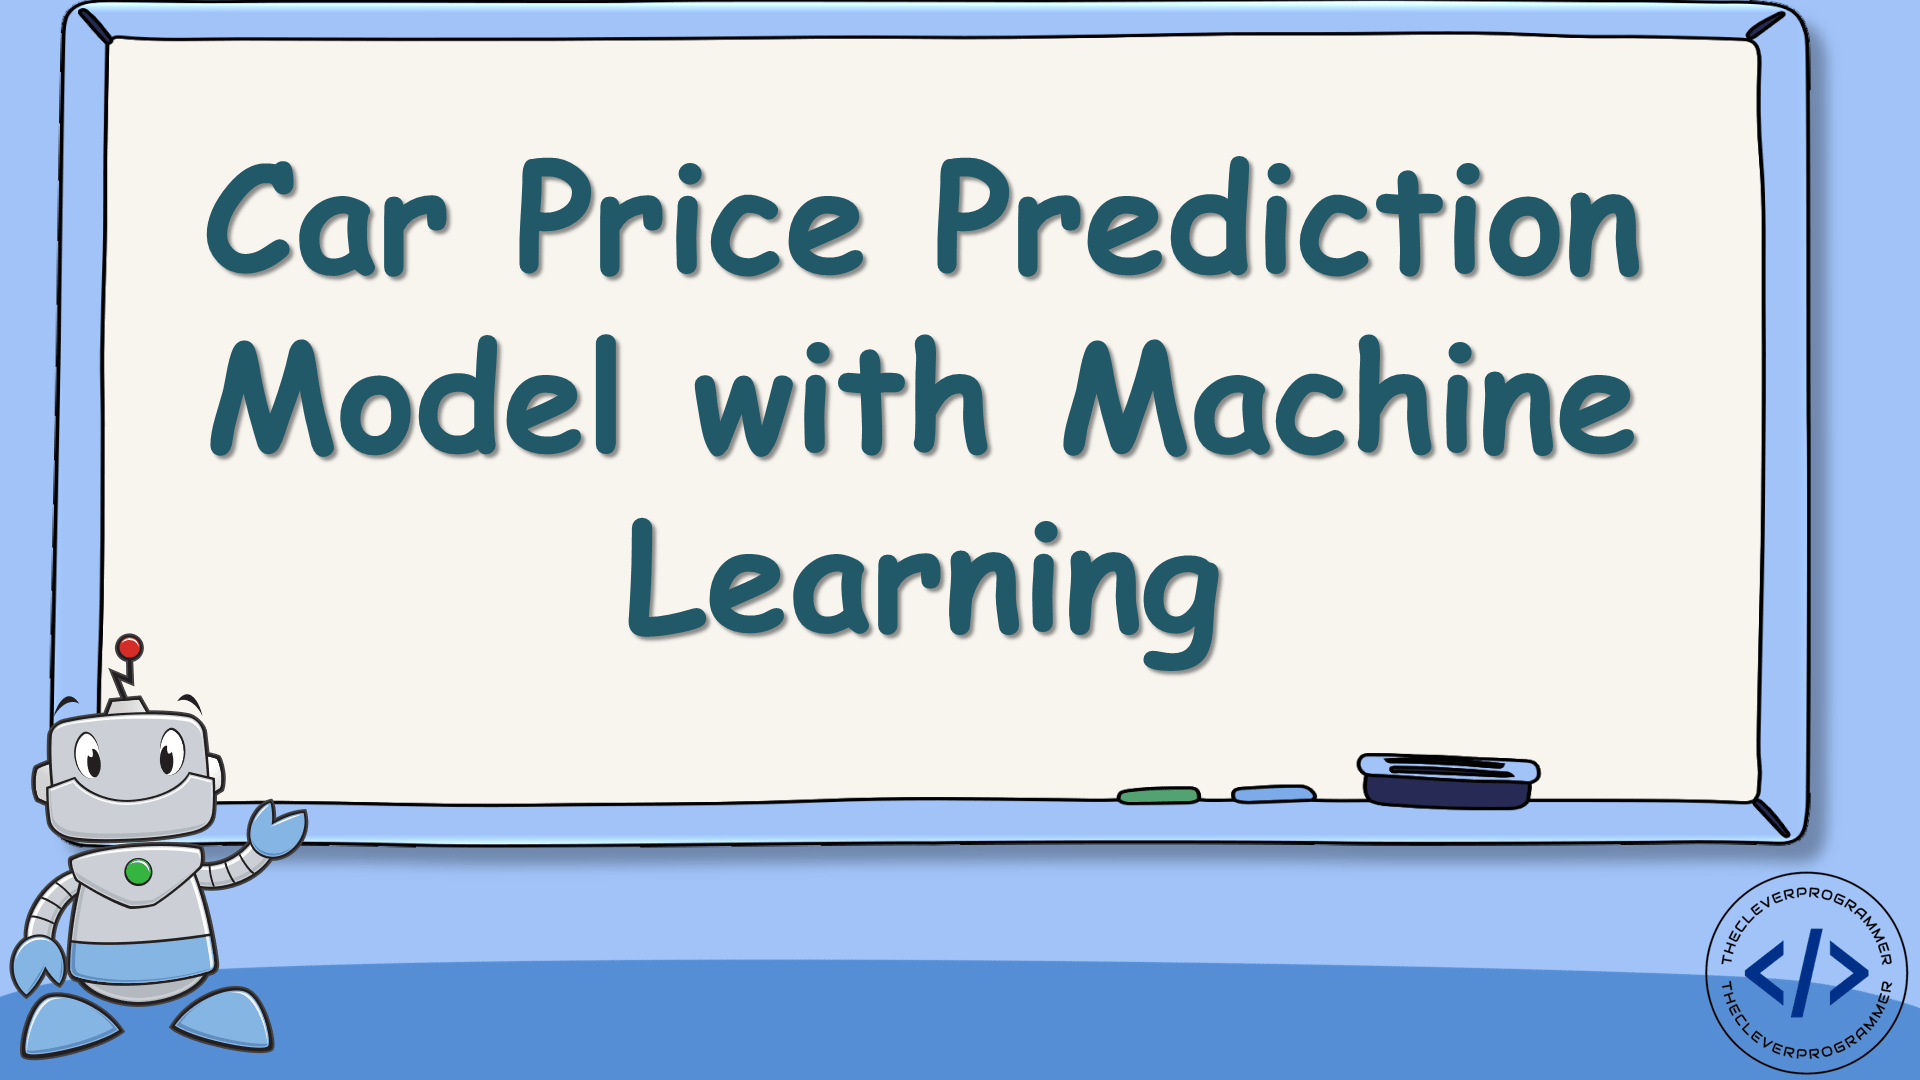 Car Price Prediction
Model with Machine
Learning
THECLEVERPROGRAMMER
</>
THECLEVERPROGRAMMER